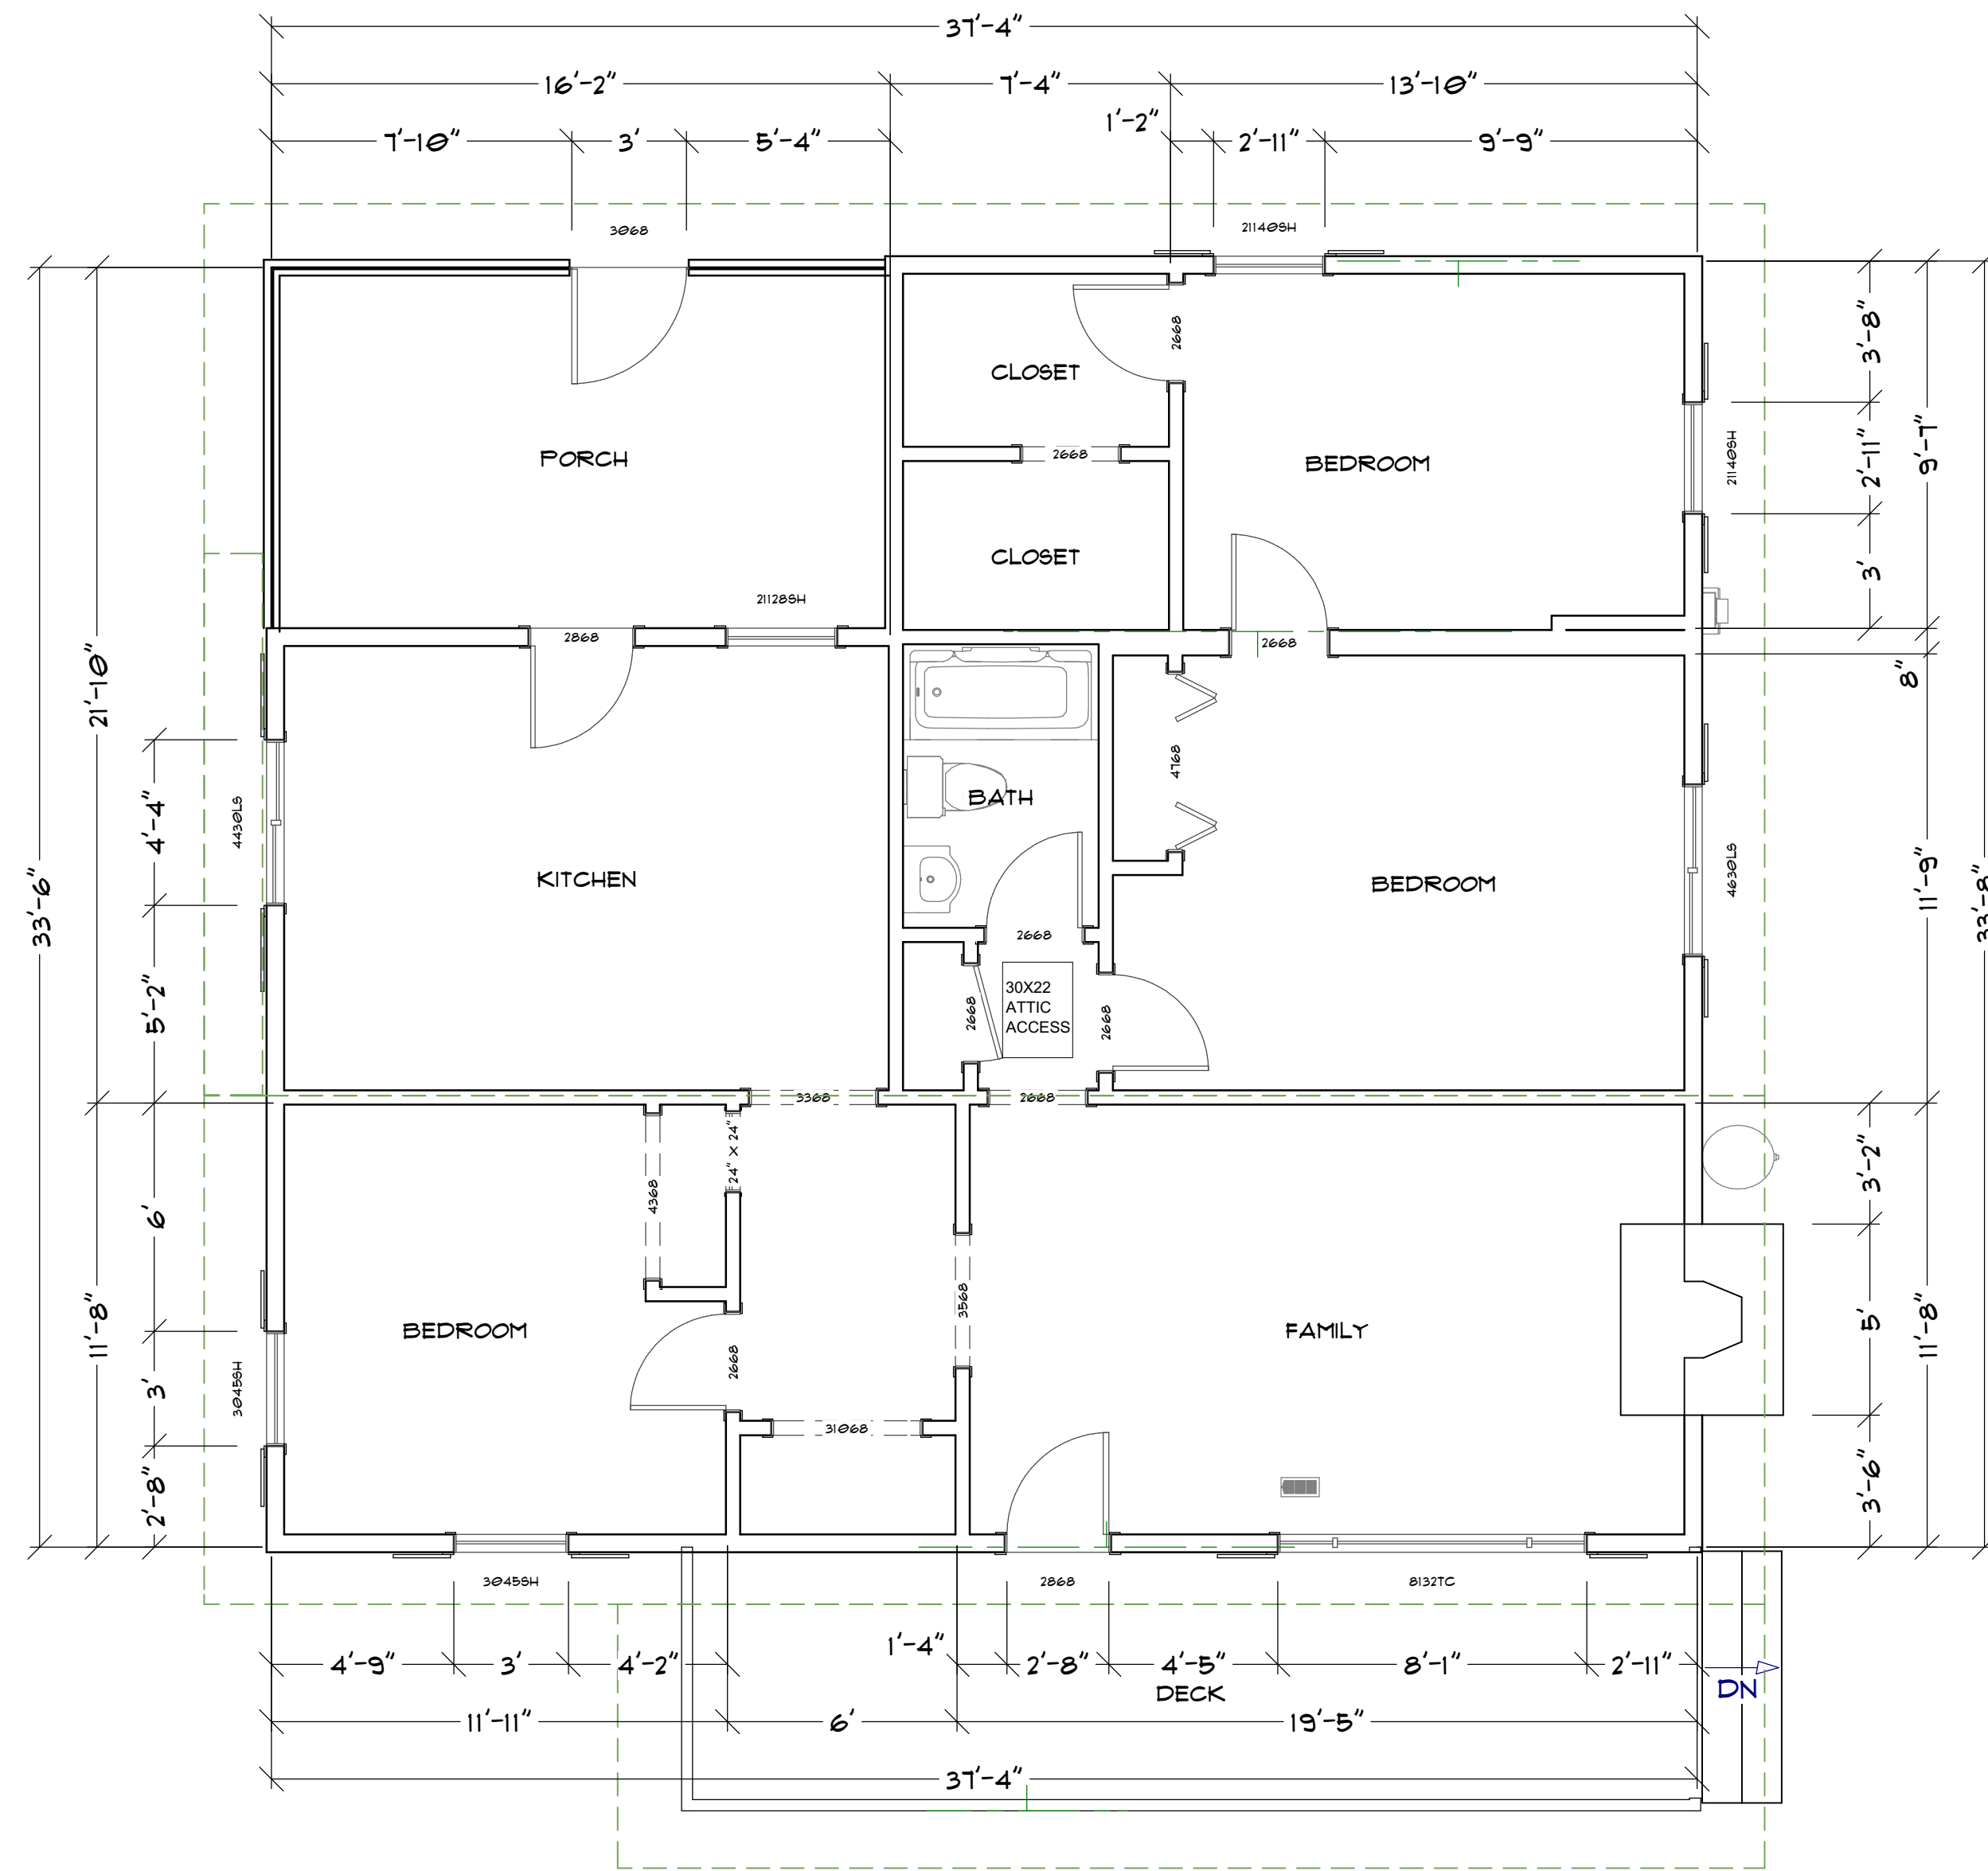 37'-4"
16'-2" 7'-4" 13'-10"
7'-10" 3' 5'-4" 1'-2" 2'-11" 9'-9"
3068 21140SH
CLOSET 2668
PORCH 2668 BEDROOM
CLOSET
21128SH
2868 2668
3'-8"
2'-11"
3'
21140SH
9'-7"
8"
33'-6"
21'-10"
4'-4"
5'-2"
4430LS
KITCHEN
BATH
4768
BEDROOM
4630LS
11'-9"
33'-8"
2668
2668
30X22
ATTIC
ACCESS
2668
3368 2668
11'-8"
6'
3'
2'-8"
3045SH
4368
24" X 24"
BEDROOM
2668
3568
FAMILY
31068
3'-2"
5'
3'-6"
11'-8"
3045SH 2868 8132TC
4'-9" 3' 4'-2" 1'-4" 2'-8" 4'-5" 8'-1" 2'-11"
DECK
DN
11'-11" 6' 19'-5"
37'-4"